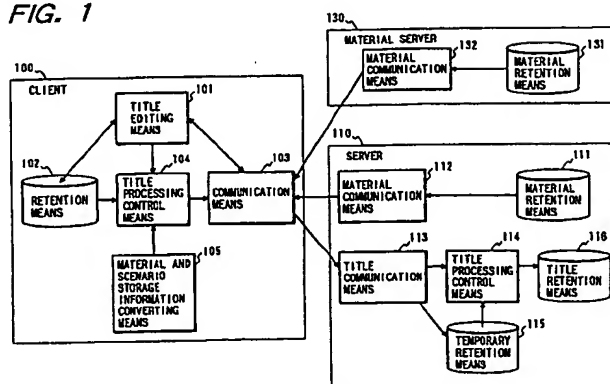 FIG. 1
130
MATERIAL SERVER
132
131
MATERIAL
COMMUNICATION
MEANS
MATERIAL
RETENTION
MEANS
100
CLIENT
101
TITLE
EDITING
MEANS
102
RETENTION
MEANS
104
TITLE
PROCESSING
CONTROL
MEANS
103
COMMUNICATION
MEANS
105
MATERIAL AND
SCENARIO
STORAGE
INFORMATION
CONVERTING
MEANS
110
SERVER
112
MATERIAL
COMMUNICATION
MEANS
111
MATERIAL
RETENTION
MEANS
113
TITLE
COMMUNICATION
MEANS
114
TITLE
PROCESSING
CONTROL
MEANS
116
TITLE
RETENTION
MEANS
115
TEMPORARY
RETENTION
MEANS